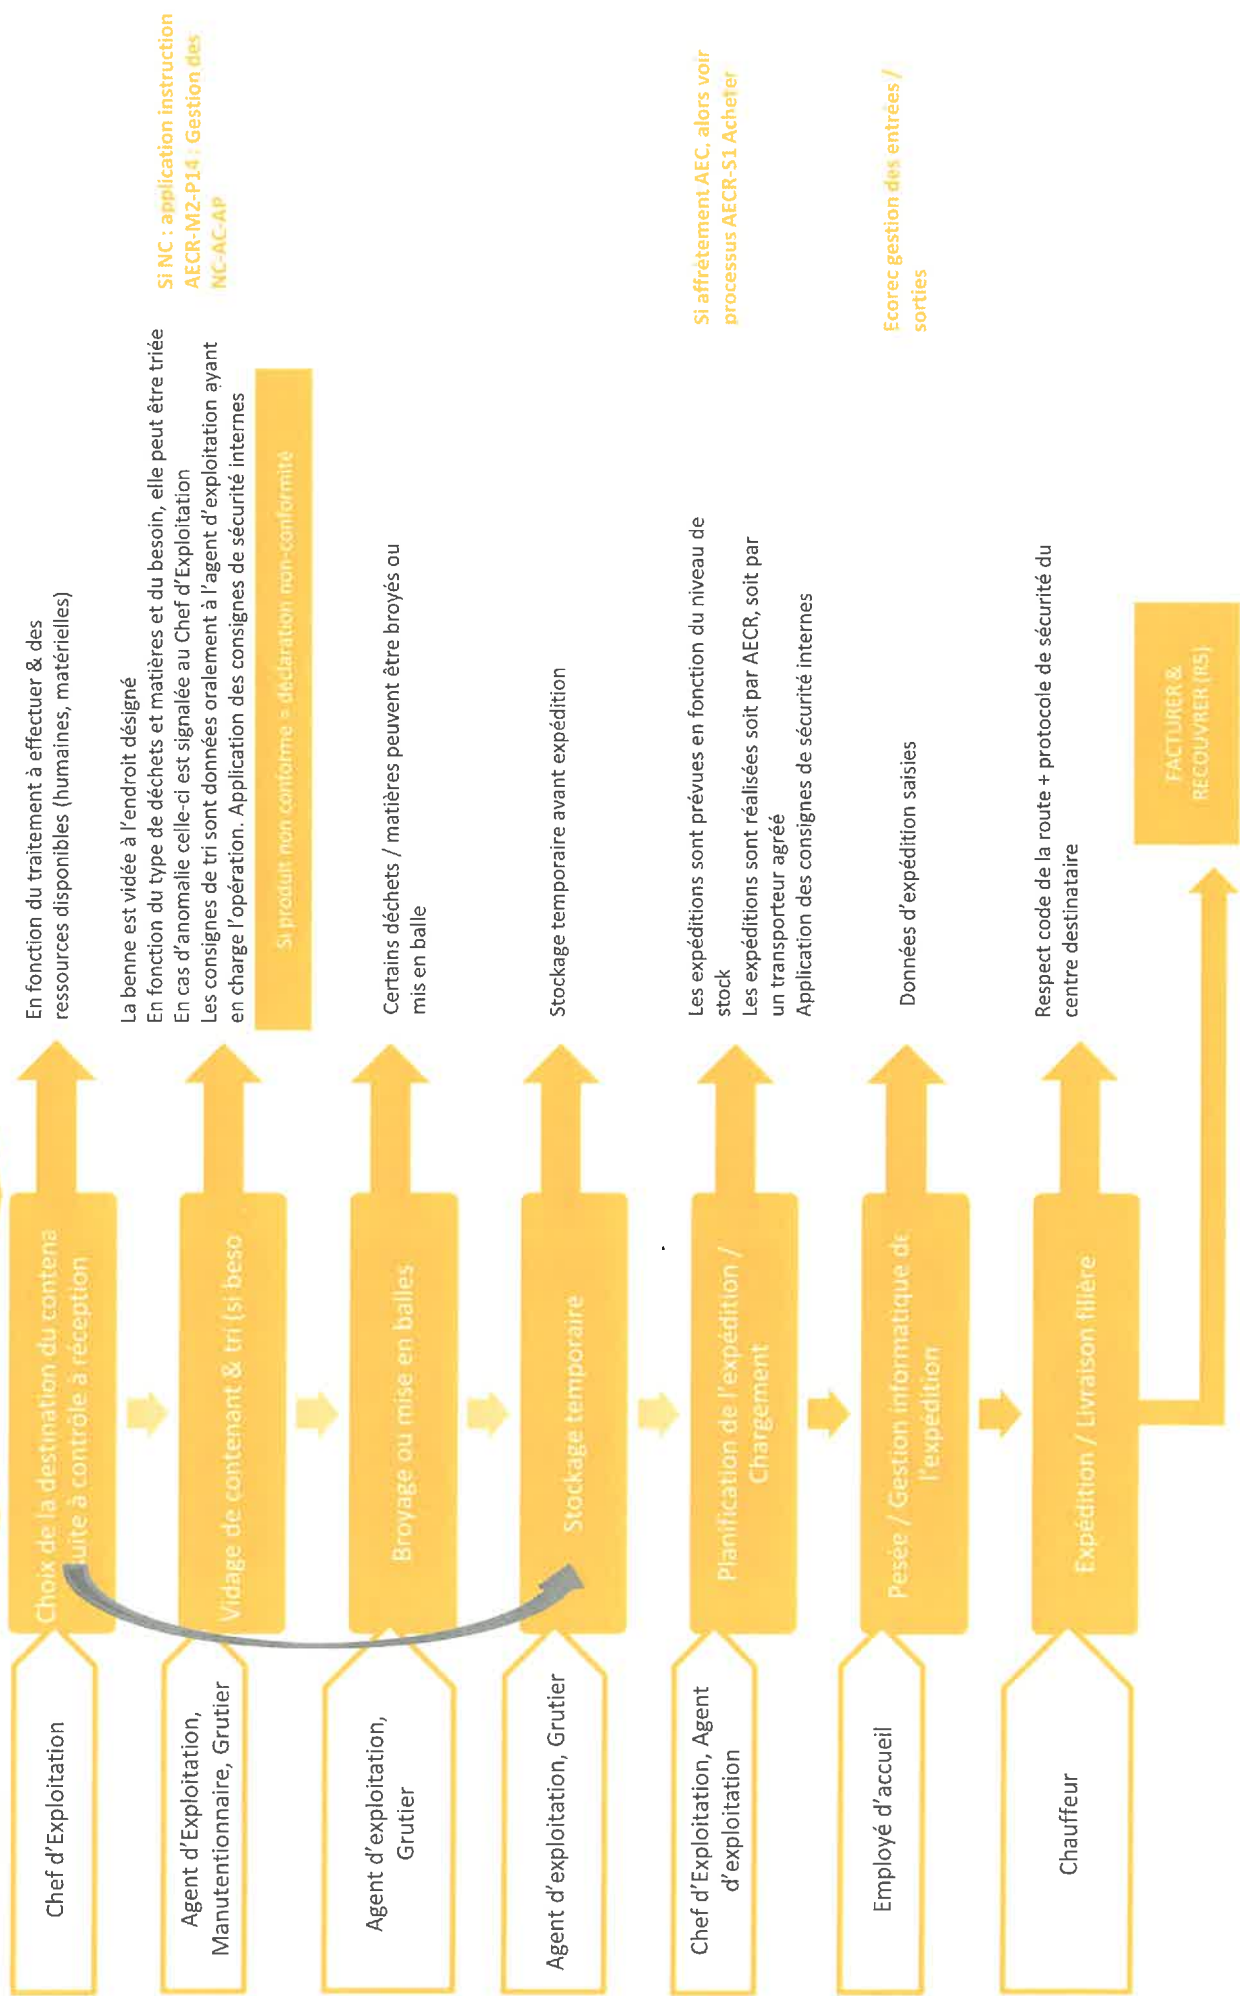 Chef d'Exploitation
Choix de la destination du contena
uite à contrôle à réception
En fonction du traitement à effectuer & des
ressources disponibles (humaines, matérielles)
Agent d'Exploitation,
Manutentionnaire, Grutier
Vidage de contenant & tri (si beso
La benne est vidée à l'endroit désigné
En fonction du type de déchets et matières et du besoin, elle peut être triée
En cas d'anomalie celle-ci est signalée au Chef d'Exploitation
Les consignes de tri sont données oralement à l'agent d'exploitation ayant
en charge l'opération. Application des consignes de sécurité internes
Si produit non conforme = déclaration non-conformité
Si NC : application instruction
AECR-M2-P14 : Gestion des
NC-AC-AP
Agent d'exploitation,
Grutier
Broyage ou mise en balles
Certains déchets / matières peuvent être broyés ou
mis en balle
Agent d'exploitation, Grutier
Stockage temporaire
Stockage temporaire avant expédition
Chef d'Exploitation, Agent
d'exploitation
Planification de l'expédition /
Chargement
Les expéditions sont prévues en fonction du niveau de
stock
Les expéditions sont réalisées soit par AECR, soit par
un transporteur agréé
Application des consignes de sécurité internes
Si affrètement AEC, alors voir
processus AECR-S1 Acheter
Employé d'accueil
Pesée / Gestion informatique de
l'expédition
Données d'expédition saisies
Ecorec gestion des entrées /
sorties
Chauffeur
Expédition / Livraison filière
Respect code de la route + protocole de sécurité du
centre destinataire
FACTURER &
RECOUVRER (R5)